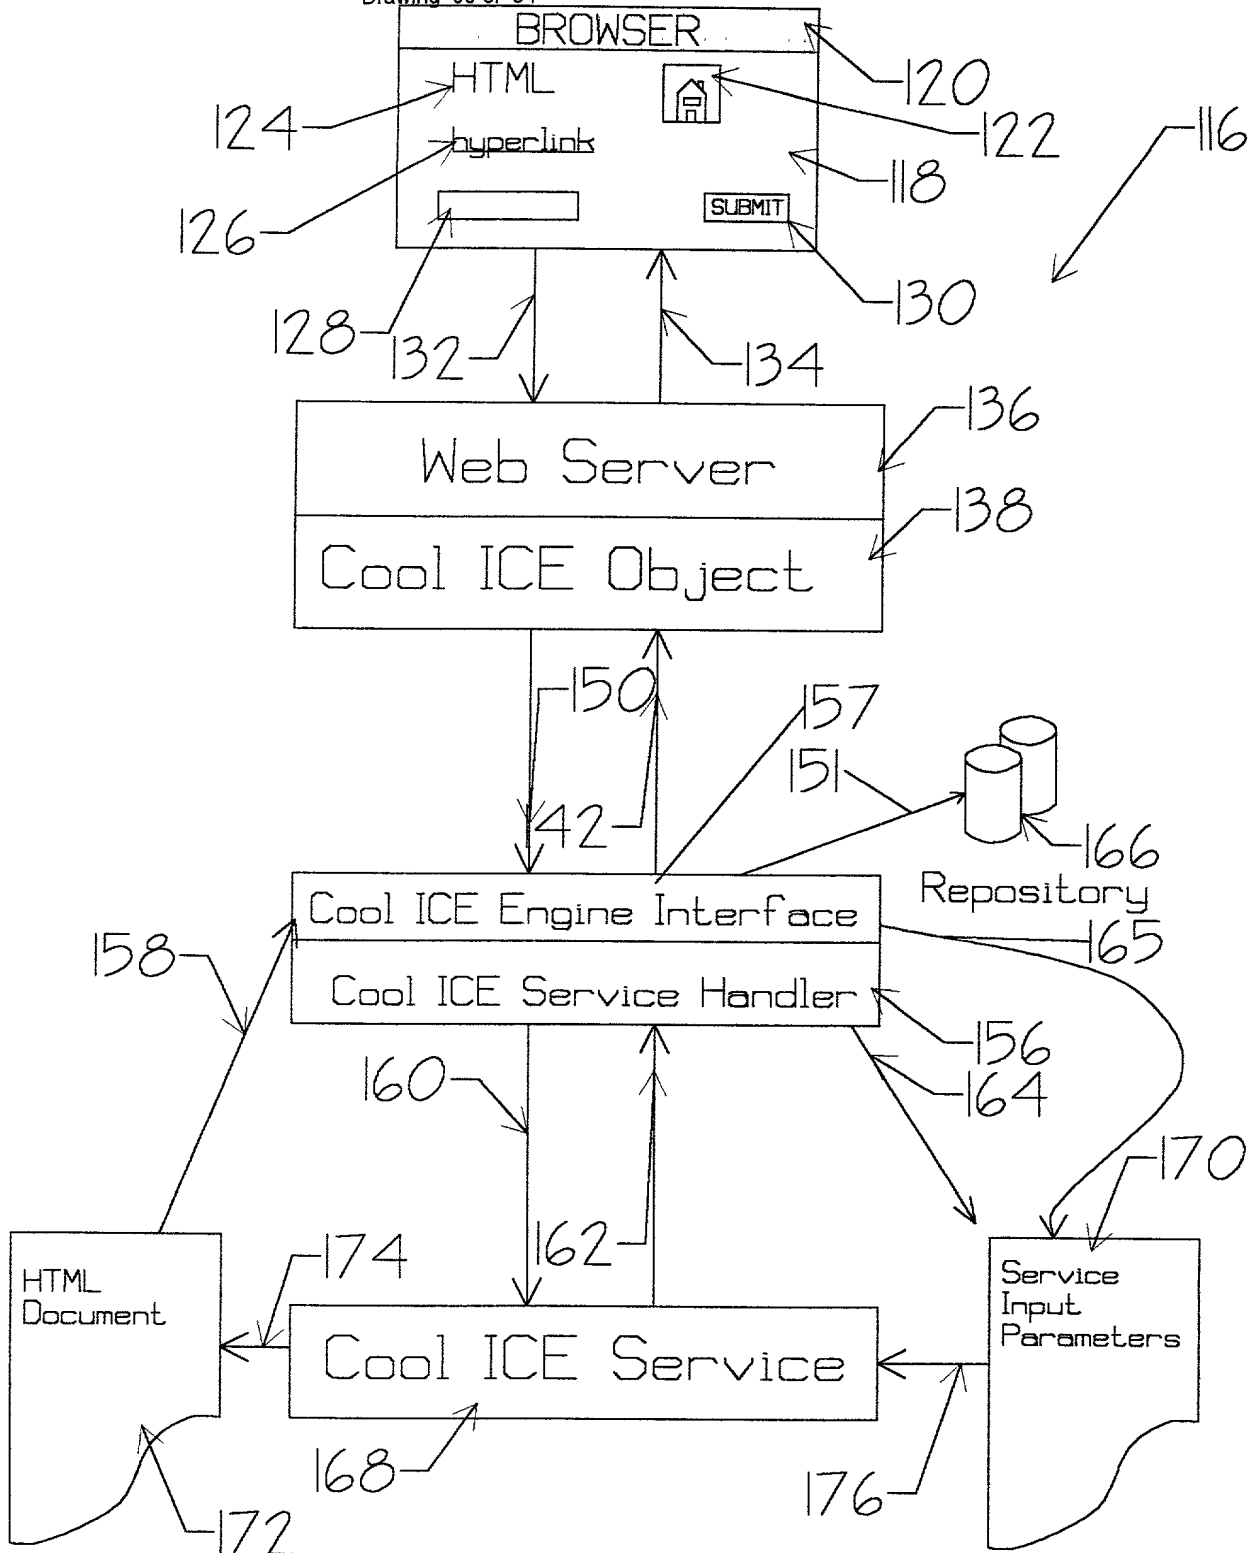 BROWSER
HTML
hyperlink
SUBMIT
120
124
122
116
118
126
130
128
132
134
Web Server
136
Cool ICE Object
138
150
157
151
142
166
Repository
Cool ICE Engine Interface
165
158
Cool ICE Service Handler
156
160
164
170
162
174
HTML
Document
Service
Input
Parameters
Cool ICE Service
168
176
172